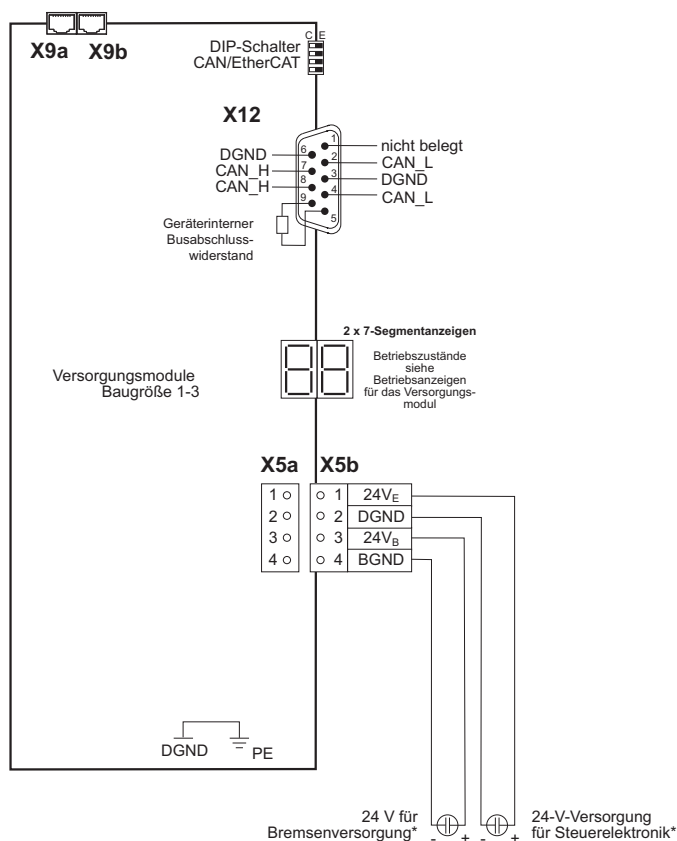 X9a X9b
C E
DIP-Schalter
CAN/EtherCAT
X12
DGND
CAN_H
CAN_H
6
7
8
9
1
2
3
4
5
nicht belegt
CAN_L
DGND
CAN_L
Geräterinterner
Busabschluss-
widerstand
2 x 7-Segmentanzeigen
Betriebszustände
siehe
Betriebsanzeigen
für das Versorgungs-
modul
Versorgungsmodule
Baugröße 1-3
X5a X5b
1 1 24VE
2 2 DGND
3 3 24VB
4 4 BGND
DGND PE
24 V für
Bremsenversorgung*
- +
- +
24-V-Versorgung
für Steuerelektronik*